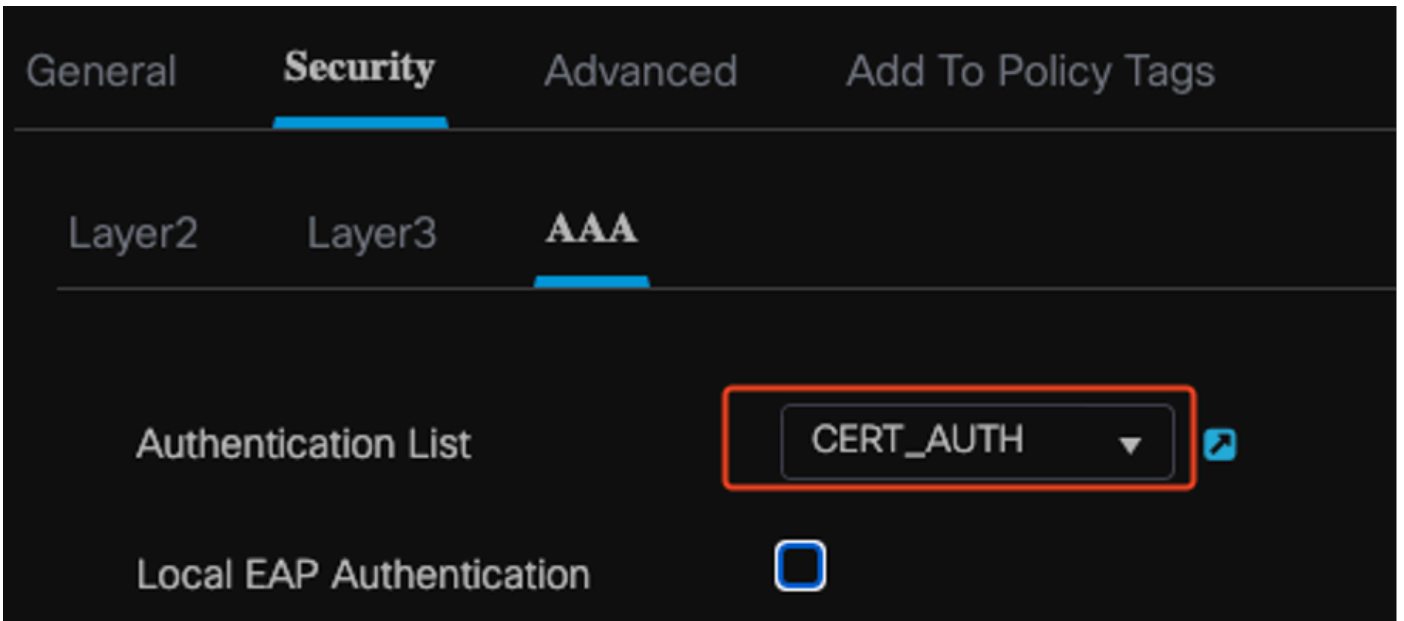 General Security Advanced Add To Policy Tags
Layer2 Layer3 AAA
Authentication List CERT_AUTH
Local EAP Authentication